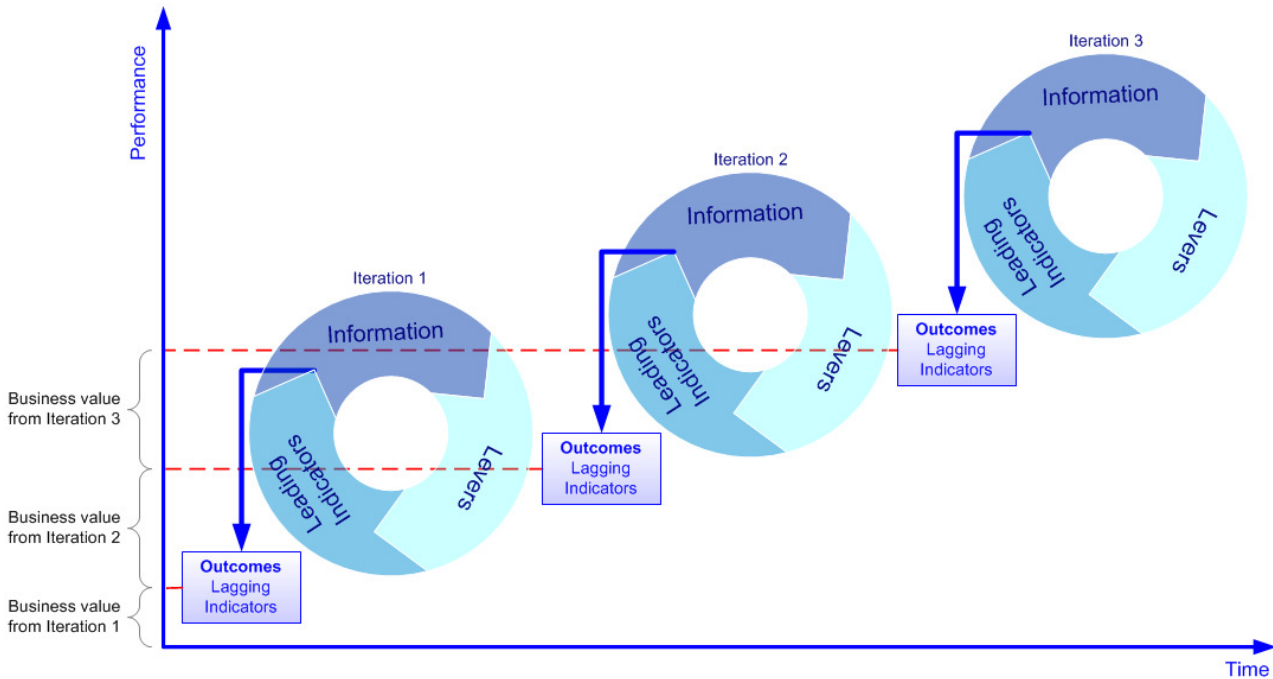 Performance
Iteration 3
Information
Levers
Leading
Indicators
Outcomes
Lagging
Indicators
Iteration 2
Information
Levers
Leading
Indicators
Outcomes
Lagging
Indicators
Iteration 1
Information
Levers
Leading
Indicators
Outcomes
Lagging
Indicators
Business value
from Iteration 3
Business value
from Iteration 2
Business value
from Iteration 1
Time